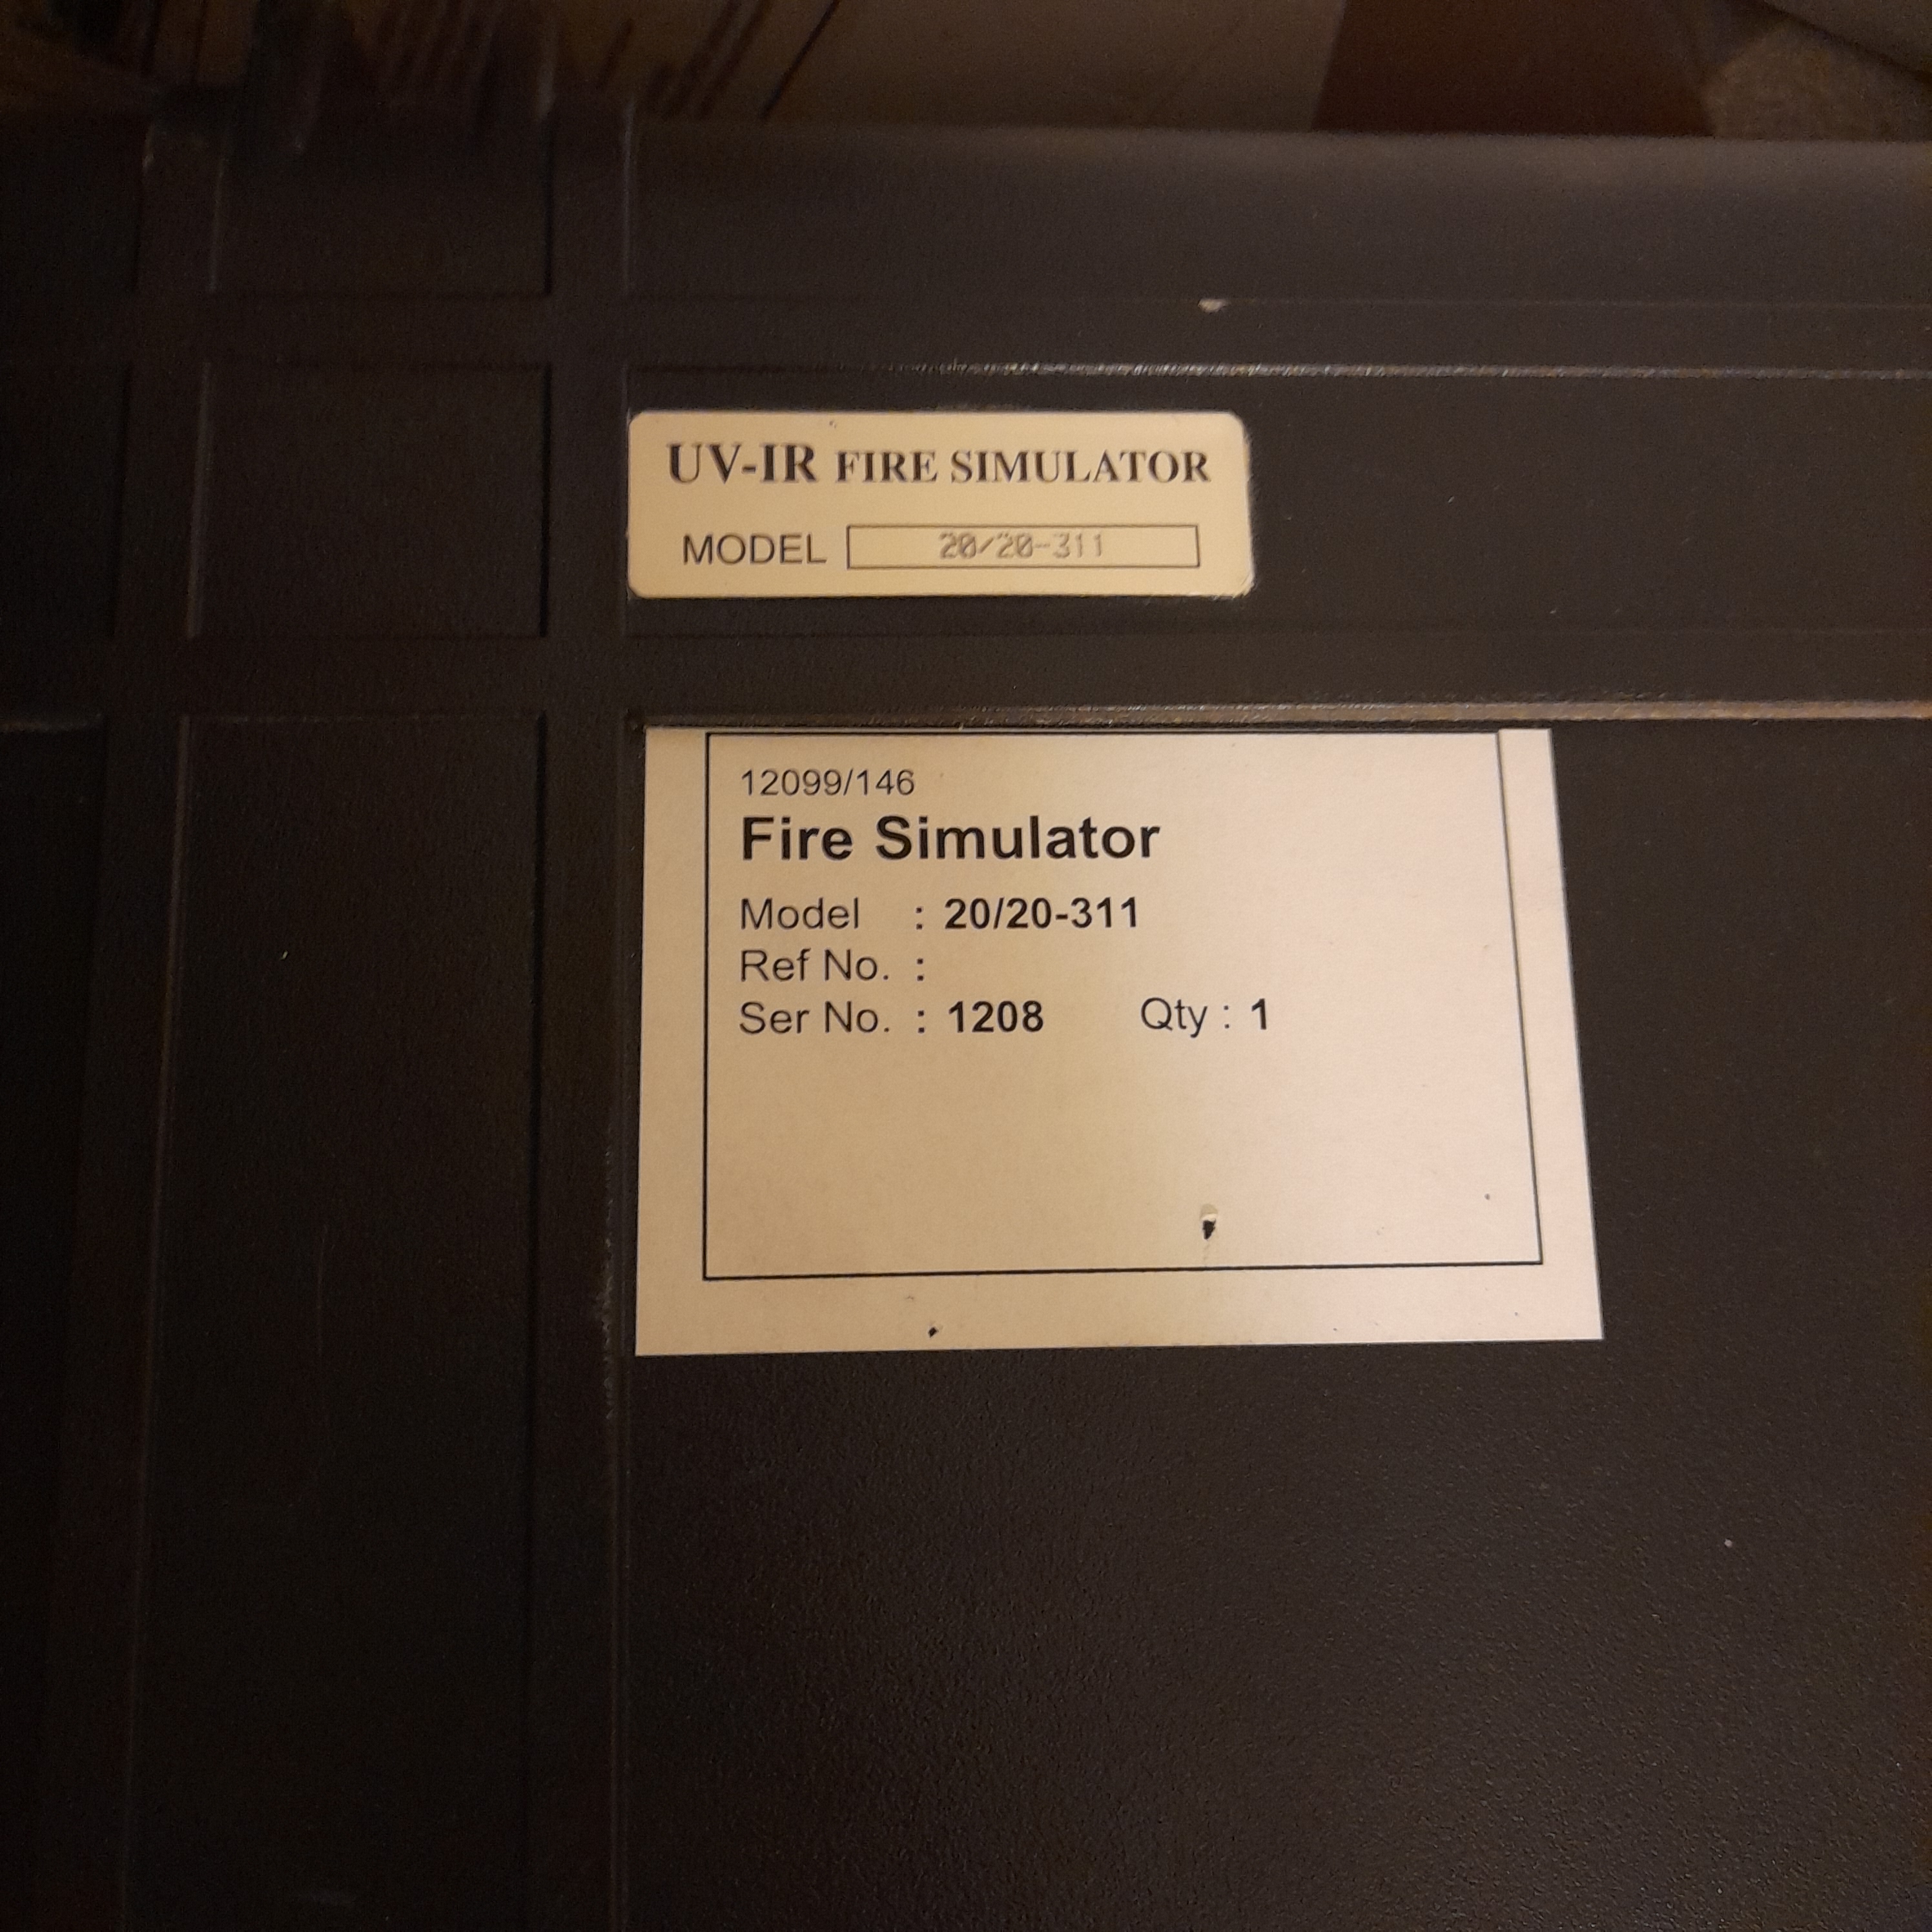 UV-IR FIRE SIMULATOR
MODEL 20/20-311
12099/146
Fire Simulator
Model : 20/20-311
Ref No. :
Ser No. : 1208 Qty : 1